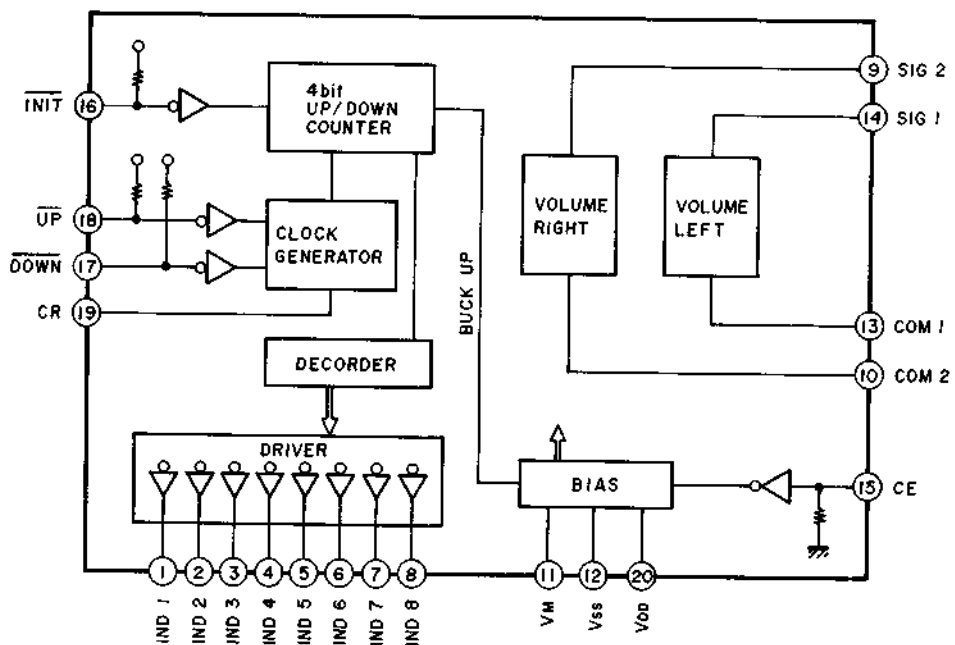 I̅N̅I̅T̅ 16
4bit
UP/DOWN
COUNTER
9 SIG 2
14 SIG 1
U̅P̅ 18
D̅O̅W̅N̅ 17
CR 19
CLOCK
GENERATOR
VOLUME
RIGHT
VOLUME
LEFT
BUCK UP
13 COM 1
10 COM 2
DECORDER
DRIVER
BIAS
15 CE
1 2 3 4 5 6 7 8 11 12 20
IND 1
IND 2
IND 3
IND 4
IND 5
IND 6
IND 7
IND 8
VM
VSS
VDD